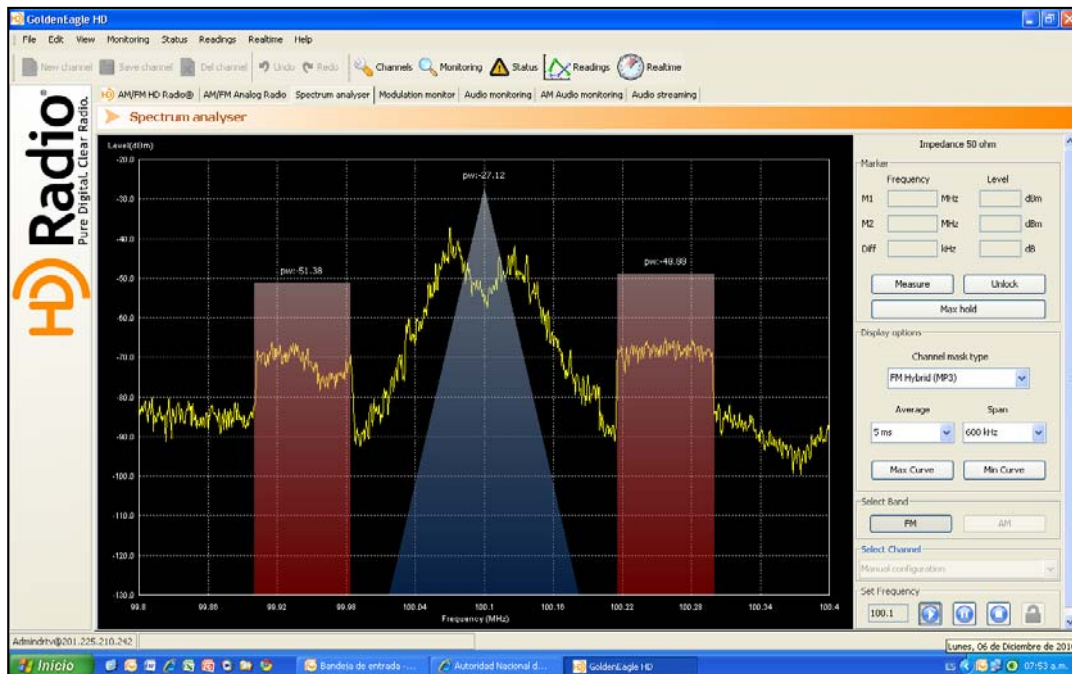 GoldenEagle HD
File Edit View Monitoring Status Readings Realtime Help
New channel Save channel Del channel Undo Redo Channels Monitoring Status Readings Realtime
AM/FM HD Radio® AM/FM Analog Radio Spectrum analyser Modulation monitor Audio monitoring AM Audio monitoring Audio streaming
Spectrum analyser
HD Radio®
Pure Digital. Clear Radio.
Level(dBm)
-20.0
-30.0
-40.0
-50.0
-60.0
-70.0
-80.0
-90.0
-100.0
-110.0
-120.0
-130.0
pw:-27.12
pw:-51.38
pw:-48.88
99.8 99.86 99.92 99.98 100.04 100.1 100.16 100.22 100.28 100.34 100.4
Frequency (MHz)
Impedance 50 ohm
Marker
Frequency Level
M1 MHz dBm
M2 MHz dBm
Diff kHz dB
Measure Unlock
Max hold
Display options
Channel mask type
FM Hybrid (MP3)
Average Span
5 ms 600 kHz
Max Curve Min Curve
Select Band
FM AM
Select Channel
Manual configuration
Set Frequency
100.1
Admindrtv@201.225.210.242
Lunes, 06 de Diciembre de 201
Inicio Bandeja de entrada -... Autoridad Nacional d... GoldenEagle HD ES 07:53 a.m.